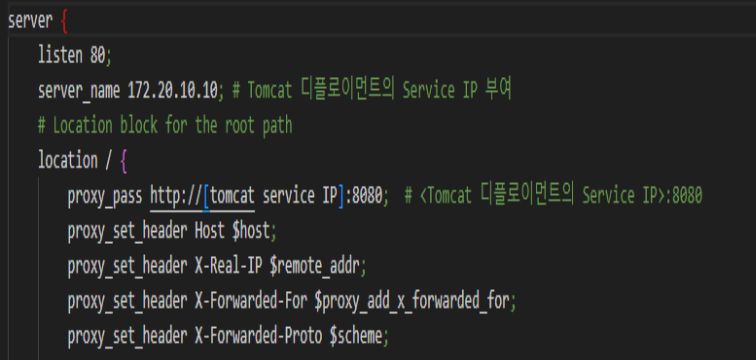 server {
listen 80;
server_name 172.20.10.10; # Tomcat 디플로이먼트의 Service IP 부여
# Location block for the root path
location / {
proxy_pass http://[tomcat service IP]:8080; # <Tomcat 디플로이먼트의 Service IP>:8080
proxy_set_header Host $host;
proxy_set_header X-Real-IP $remote_addr;
proxy_set_header X-Forwarded-For $proxy_add_x_forwarded_for;
proxy_set_header X-Forwarded-Proto $scheme;